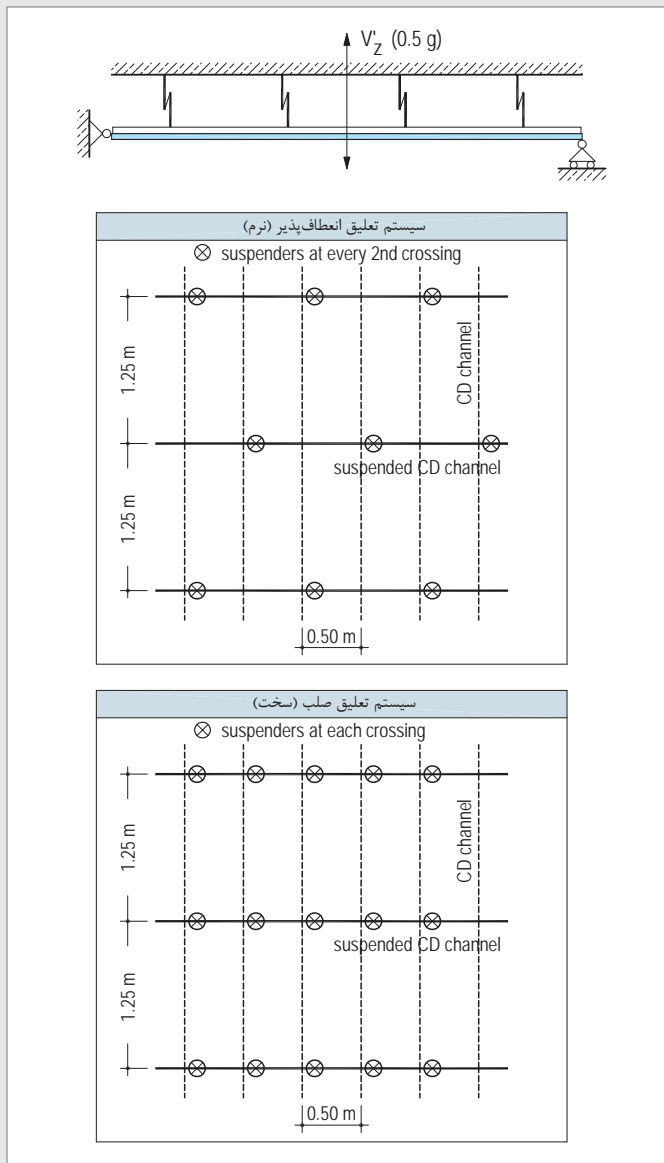 V'z (0.5 g)
سیستم تعلیق انعطاف‌پذیر (نرم)
suspenders at every 2nd crossing
1.25 m
CD channel
suspended CD channel
1.25 m
0.50 m
سیستم تعلیق صلب (سخت)
suspenders at each crossing
1.25 m
CD channel
suspended CD channel
1.25 m
0.50 m